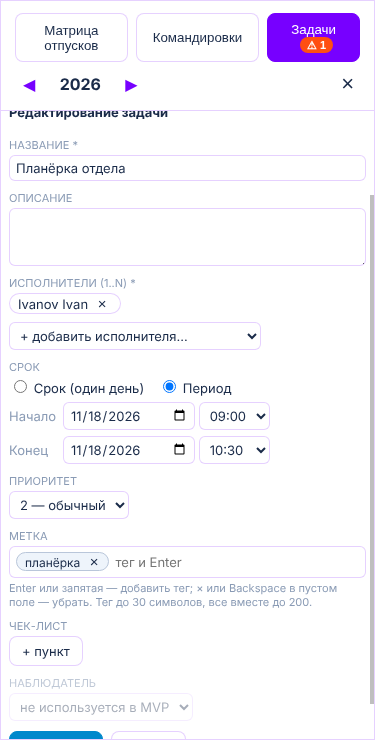 Матрица
отпусков
Командировки
Задачи
⚠ 1
◀ 2026 ▶ ×
Редактирование задачи
НАЗВАНИЕ *
Планёрка отдела
ОПИСАНИЕ
ИСПОЛНИТЕЛИ (1..N) *
Ivanov Ivan ×
+ добавить исполнителя...
СРОК
Срок (один день) Период
Начало 11/18/2026 09:00
Конец 11/18/2026 10:30
ПРИОРИТЕТ
2 — обычный
МЕТКА
планёрка × тег и Enter
Enter или запятая — добавить тег; × или Backspace в пустом
поле — убрать. Тег до 30 символов, все вместе до 200.
ЧЕК-ЛИСТ
+ пункт
НАБЛЮДАТЕЛЬ
не используется в MVP